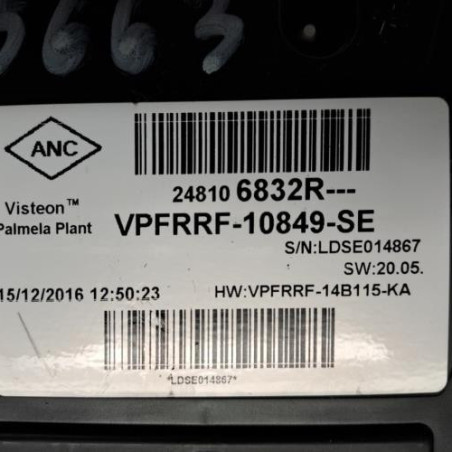 3663
ANC
24810 6832R---
Visteon™
Palmela Plant
VPFRRF-10849-SE
S/N:LDSE014867
SW:20.05.
15/12/2016 12:50:23
HW:VPFRRF-14B115-KA
*LDSE014867*